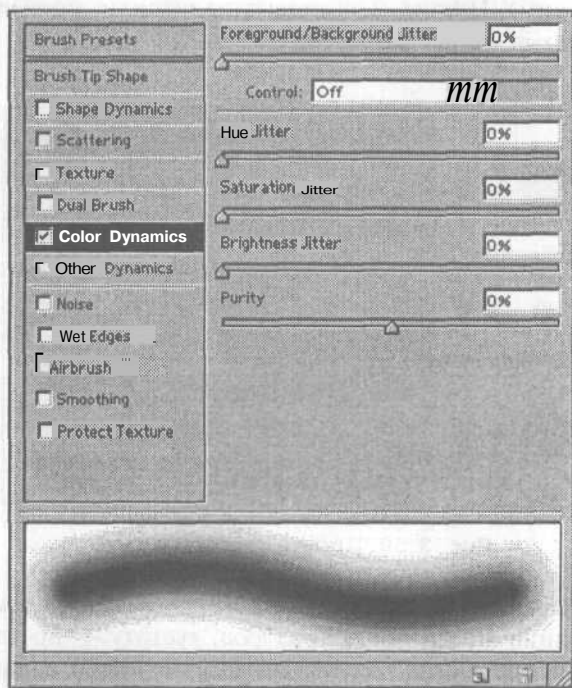 Brush Presets
Brush Tip Shape
Shape Dynamics
Scattering
Texture
Dual Brush
Color Dynamics
Other Dynamics
Noise
Wet Edges
Airbrush
Smoothing
Protect Texture
Foreground/Background Jitter 0%
Control: Off mm
Hue Jitter 0%
Saturation Jitter 0%
Brightness Jitter 0%
Purity 0%